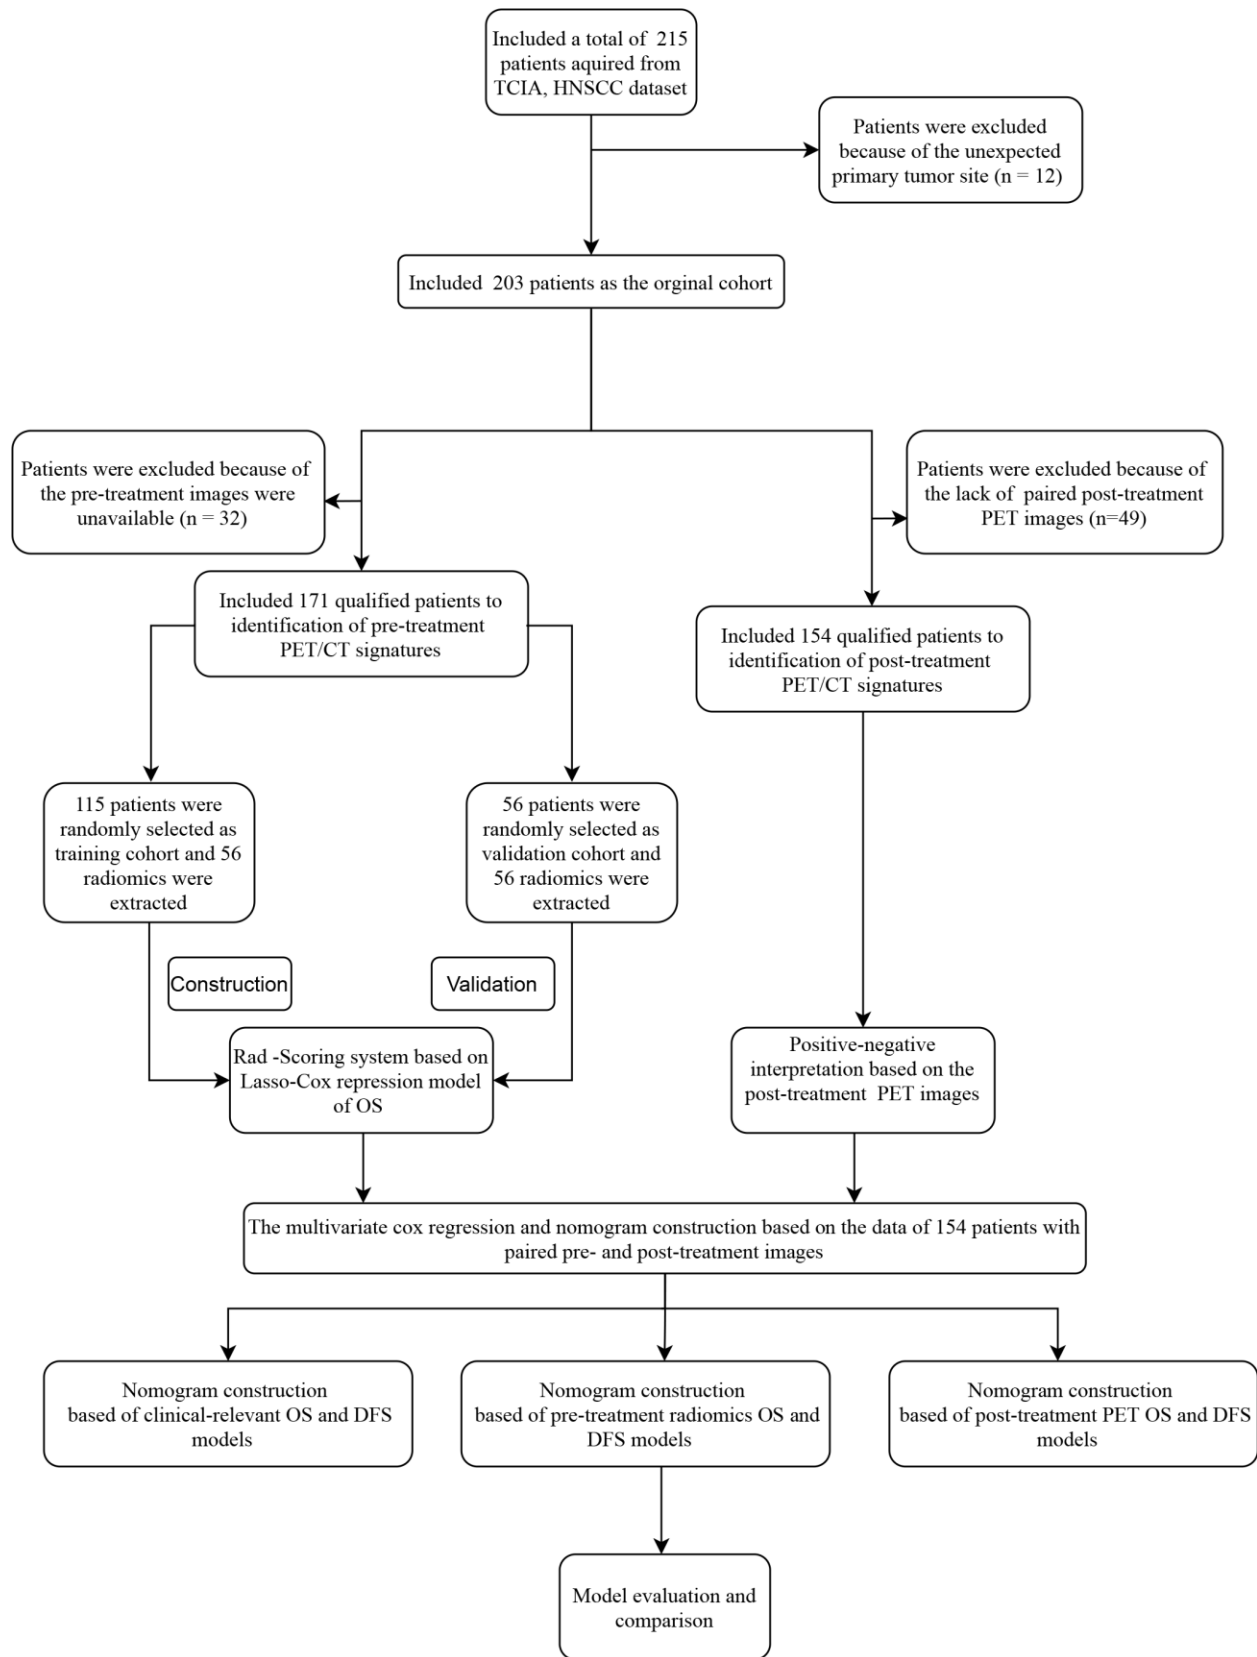 Included a total of 215
patients aquired from
TCIA, HNSCC dataset
Patients were excluded
because of the unexpected
primary tumor site (n = 12)
Included 203 patients as the orginal cohort
Patients were excluded because of
the pre-treatment images were
unavailable (n = 32)
Patients were excluded because of
the lack of paired post-treatment
PET images (n=49)
Included 171 qualified patients to
identification of pre-treatment
PET/CT signatures
Included 154 qualified patients to
identification of post-treatment
PET/CT signatures
115 patients were
randomly selected as
training cohort and 56
radiomics were
extracted
56 patients were
randomly selected as
validation cohort and
56 radiomics were
extracted
Construction
Validation
Rad -Scoring system based on
Lasso-Cox repression model
of OS
Positive-negative
interpretation based on the
post-treatment PET images
The multivariate cox regression and nomogram construction based on the data of 154 patients with
paired pre- and post-treatment images
Nomogram construction
based of clinical-relevant OS and DFS
models
Nomogram construction
based of pre-treatment radiomics OS and
DFS models
Nomogram construction
based of post-treatment PET OS and DFS
models
Model evaluation and
comparison